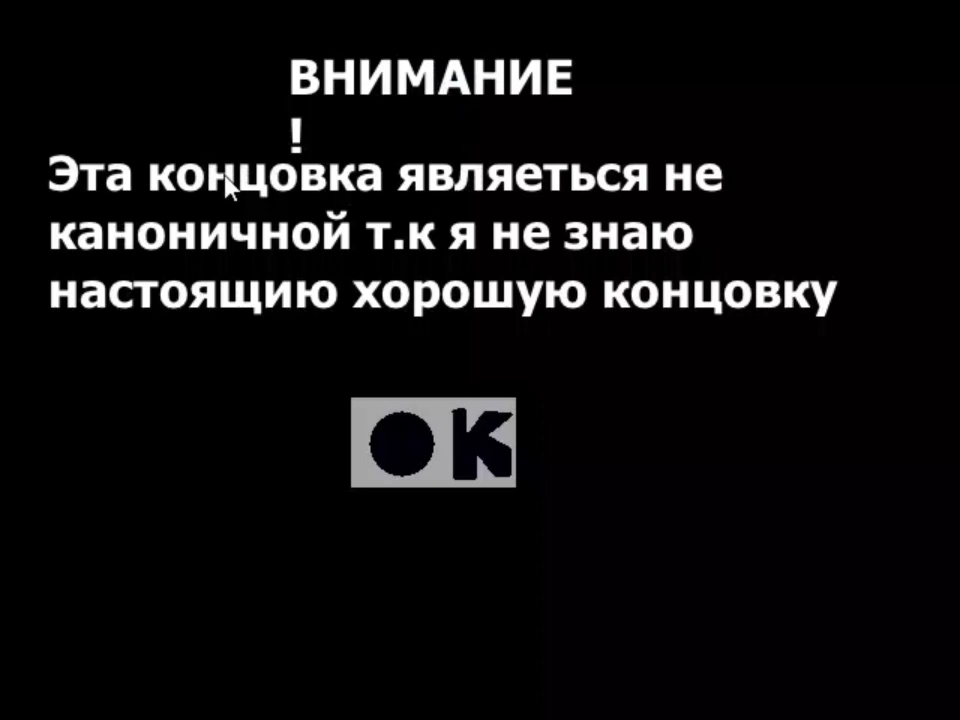 ВНИМАНИЕ
!
Эта концовка являеться не
каноничной т.к я не знаю
настоящию хорошую концовку
OK